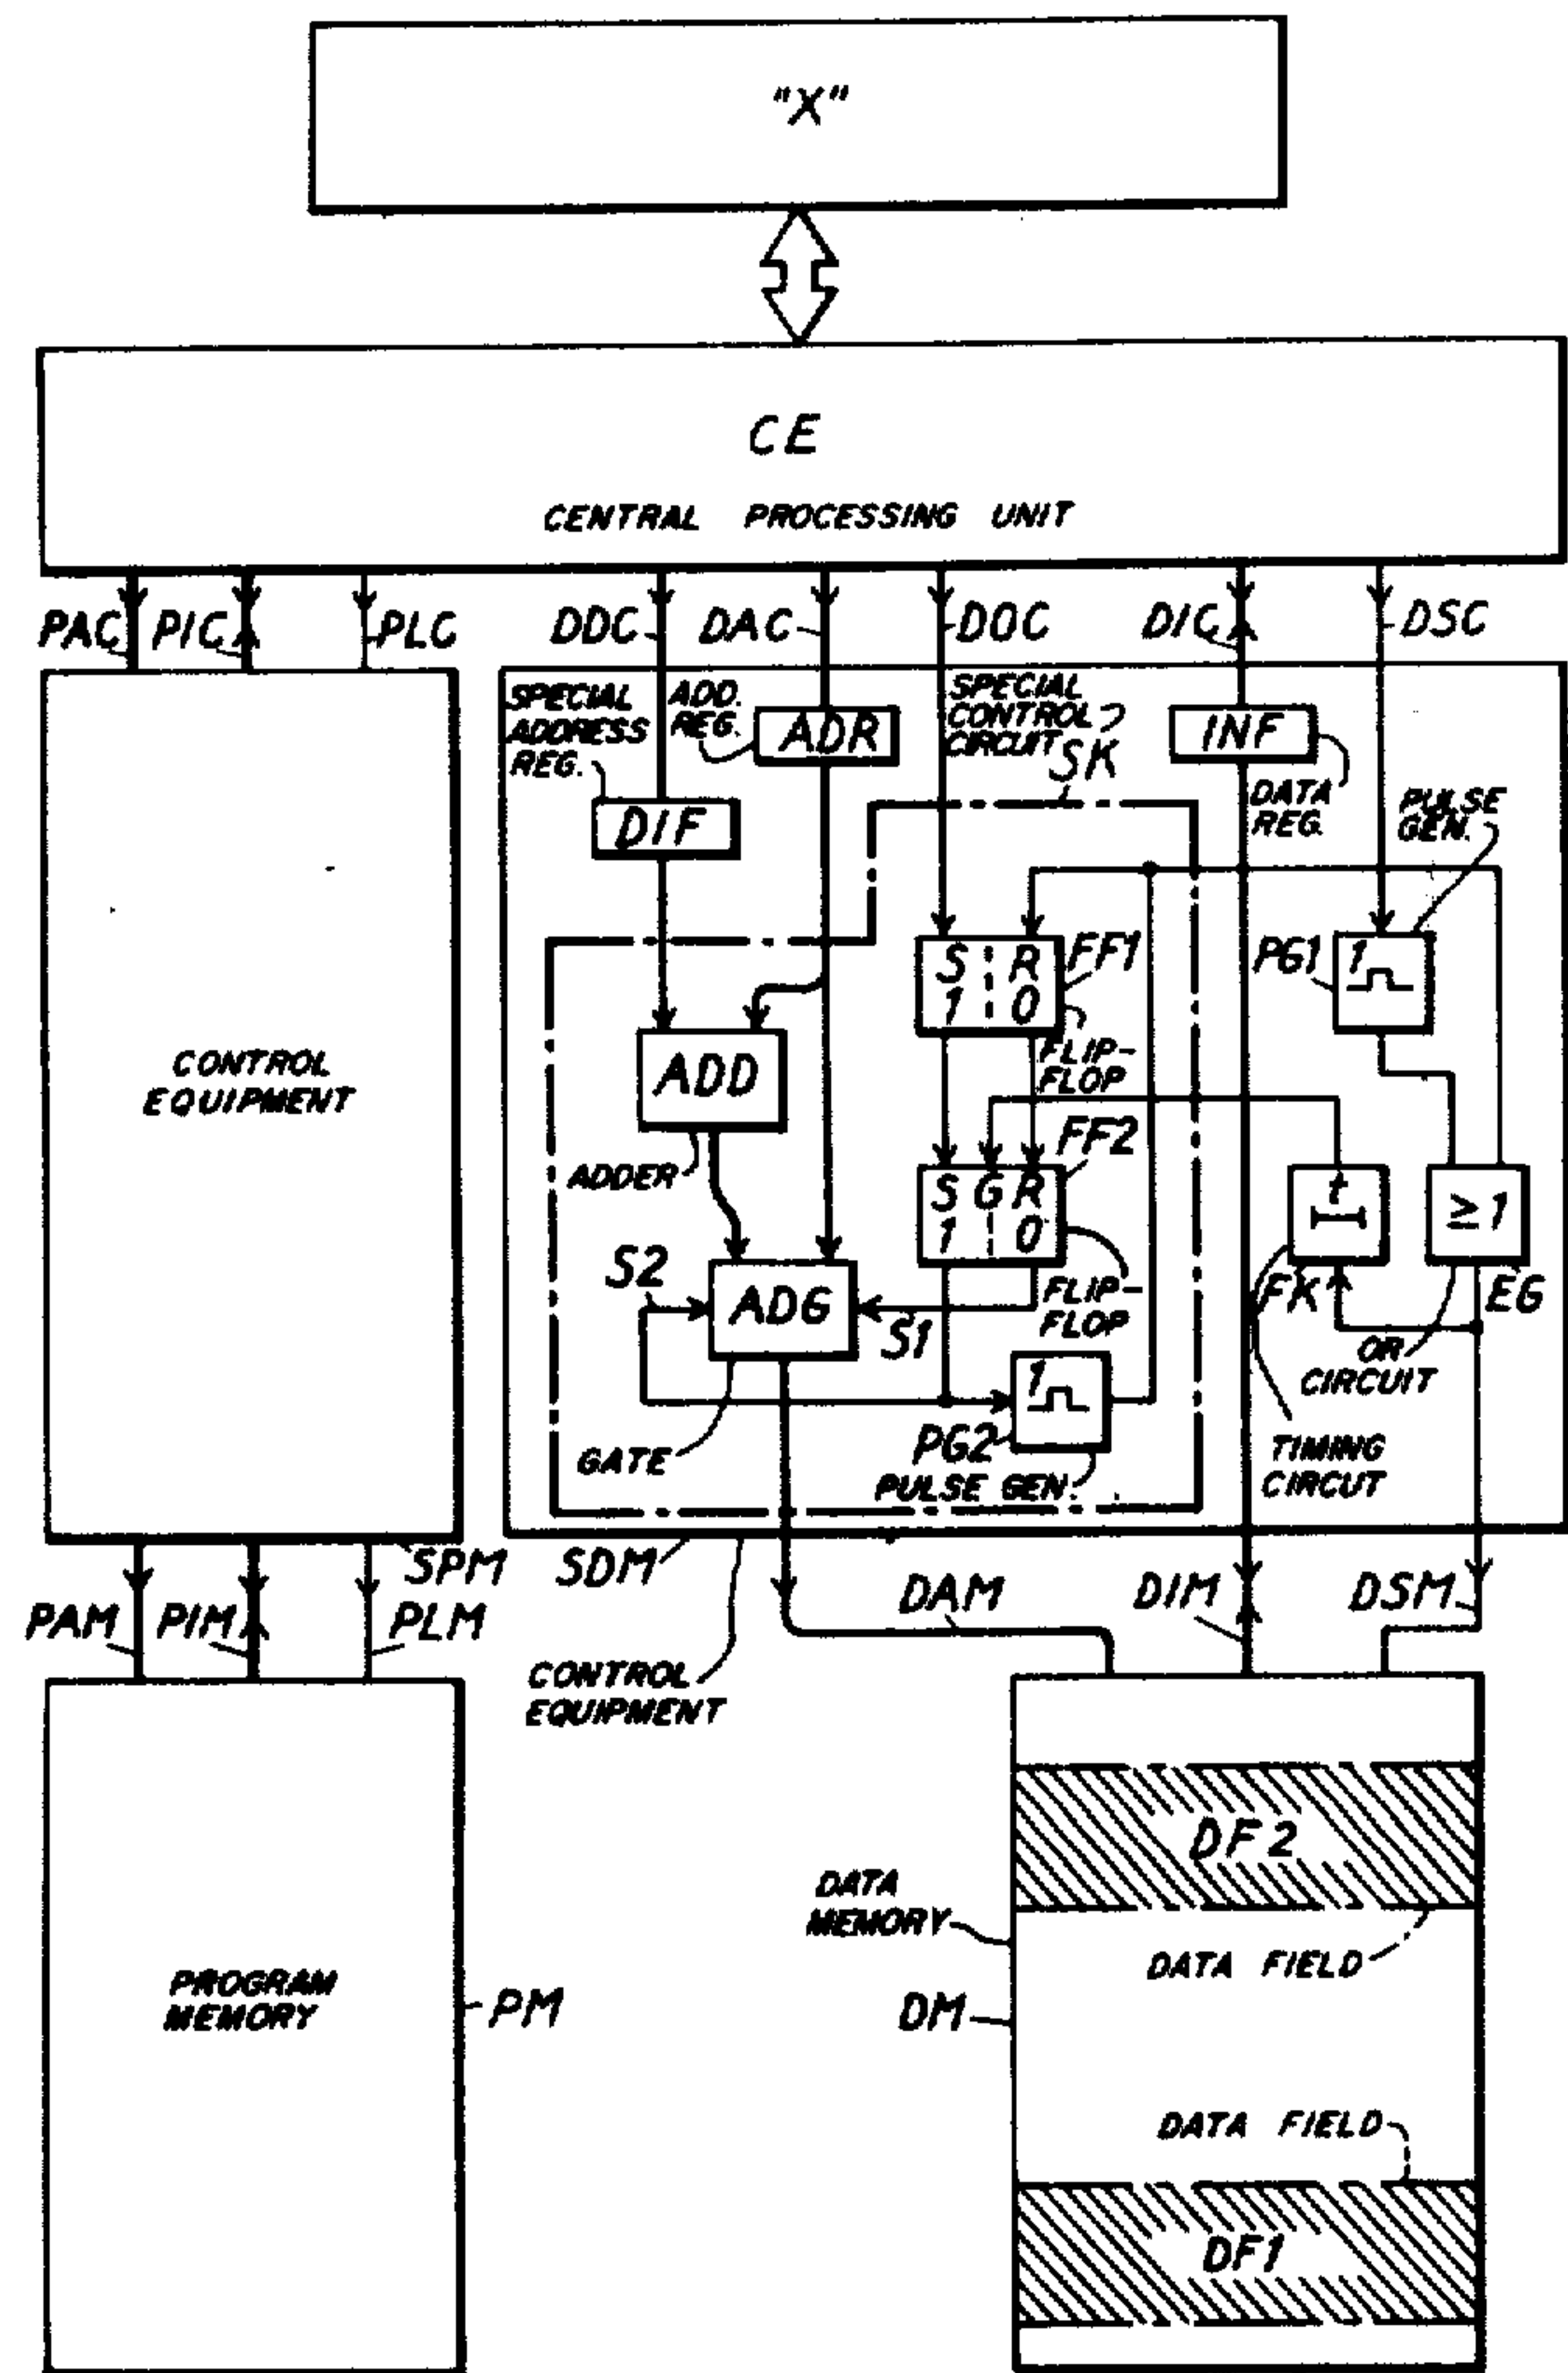 "X"
CE
CENTRAL PROCESSING UNIT
PAC
PIC
PLC
DDC
DAC
DOC
DIC
DSC
SPECIAL
ADDRESS
REG.
ADD.
REG.
ADR
SPECIAL
CONTROL
CIRCUIT
SK
INF
DATA
REG.
PULSE
GEN.
DIF
S R
1 0
FF1
FLIP-
FLOP
PG1
1
CONTROL
EQUIPMENT
ADD
ADDER
FF2
S G R
1 0
FLIP-
FLOP
t
FK
≥1
EG
OR
CIRCUIT
S2
ADG
S1
GATE
1
PG2
PULSE GEN.
TIMING
CIRCUT
SPM
SDM
PAM
PIM
PLM
DAM
DIM
DSM
CONTROL
EQUIPMENT
DF2
DATA
MEMORY
DATA FIELD
PROGRAM
MEMORY
PM
DM
DATA FIELD
DF1